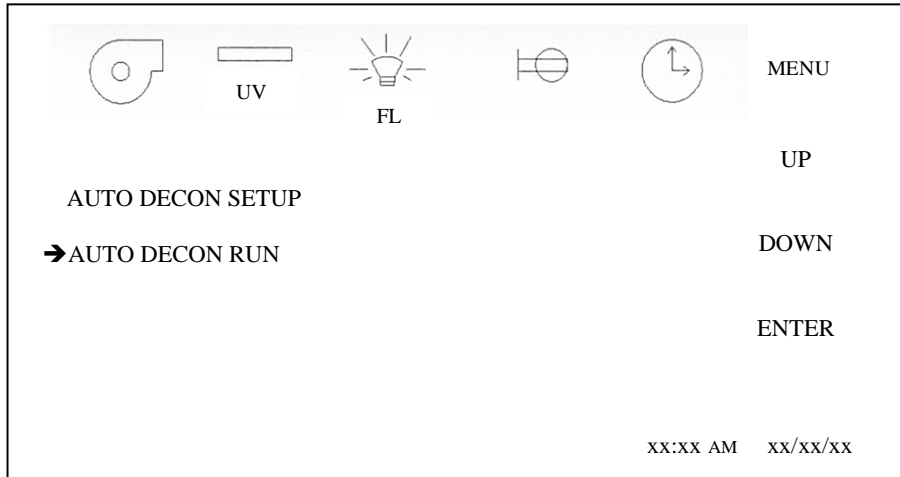 MENU
UV
FL
UP
AUTO DECON SETUP
➔AUTO DECON RUN
DOWN
ENTER
xx:xx AM xx/xx/xx